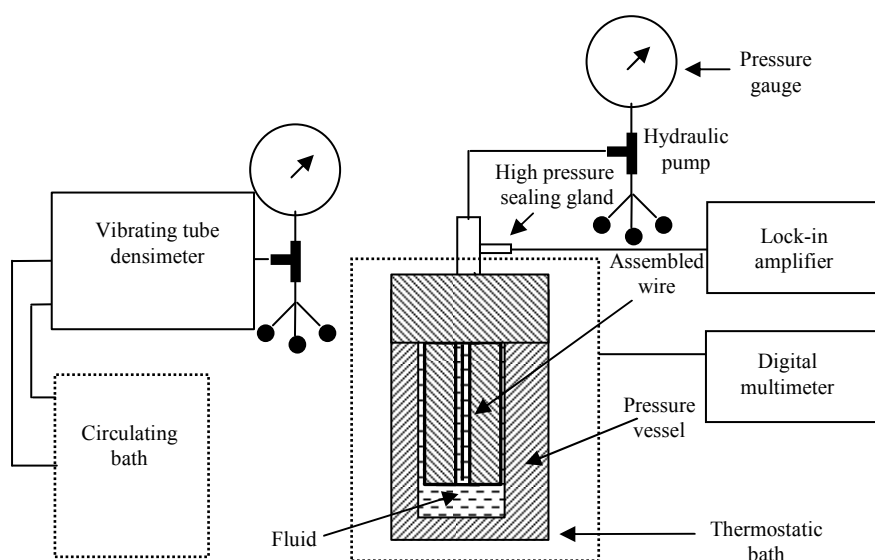 Pressure
gauge
Hydraulic
pump
High pressure
sealing gland
Vibrating tube
densimeter
Lock-in
amplifier
Assembled
wire
Digital
multimeter
Pressure
vessel
Circulating
bath
Fluid
Thermostatic
bath